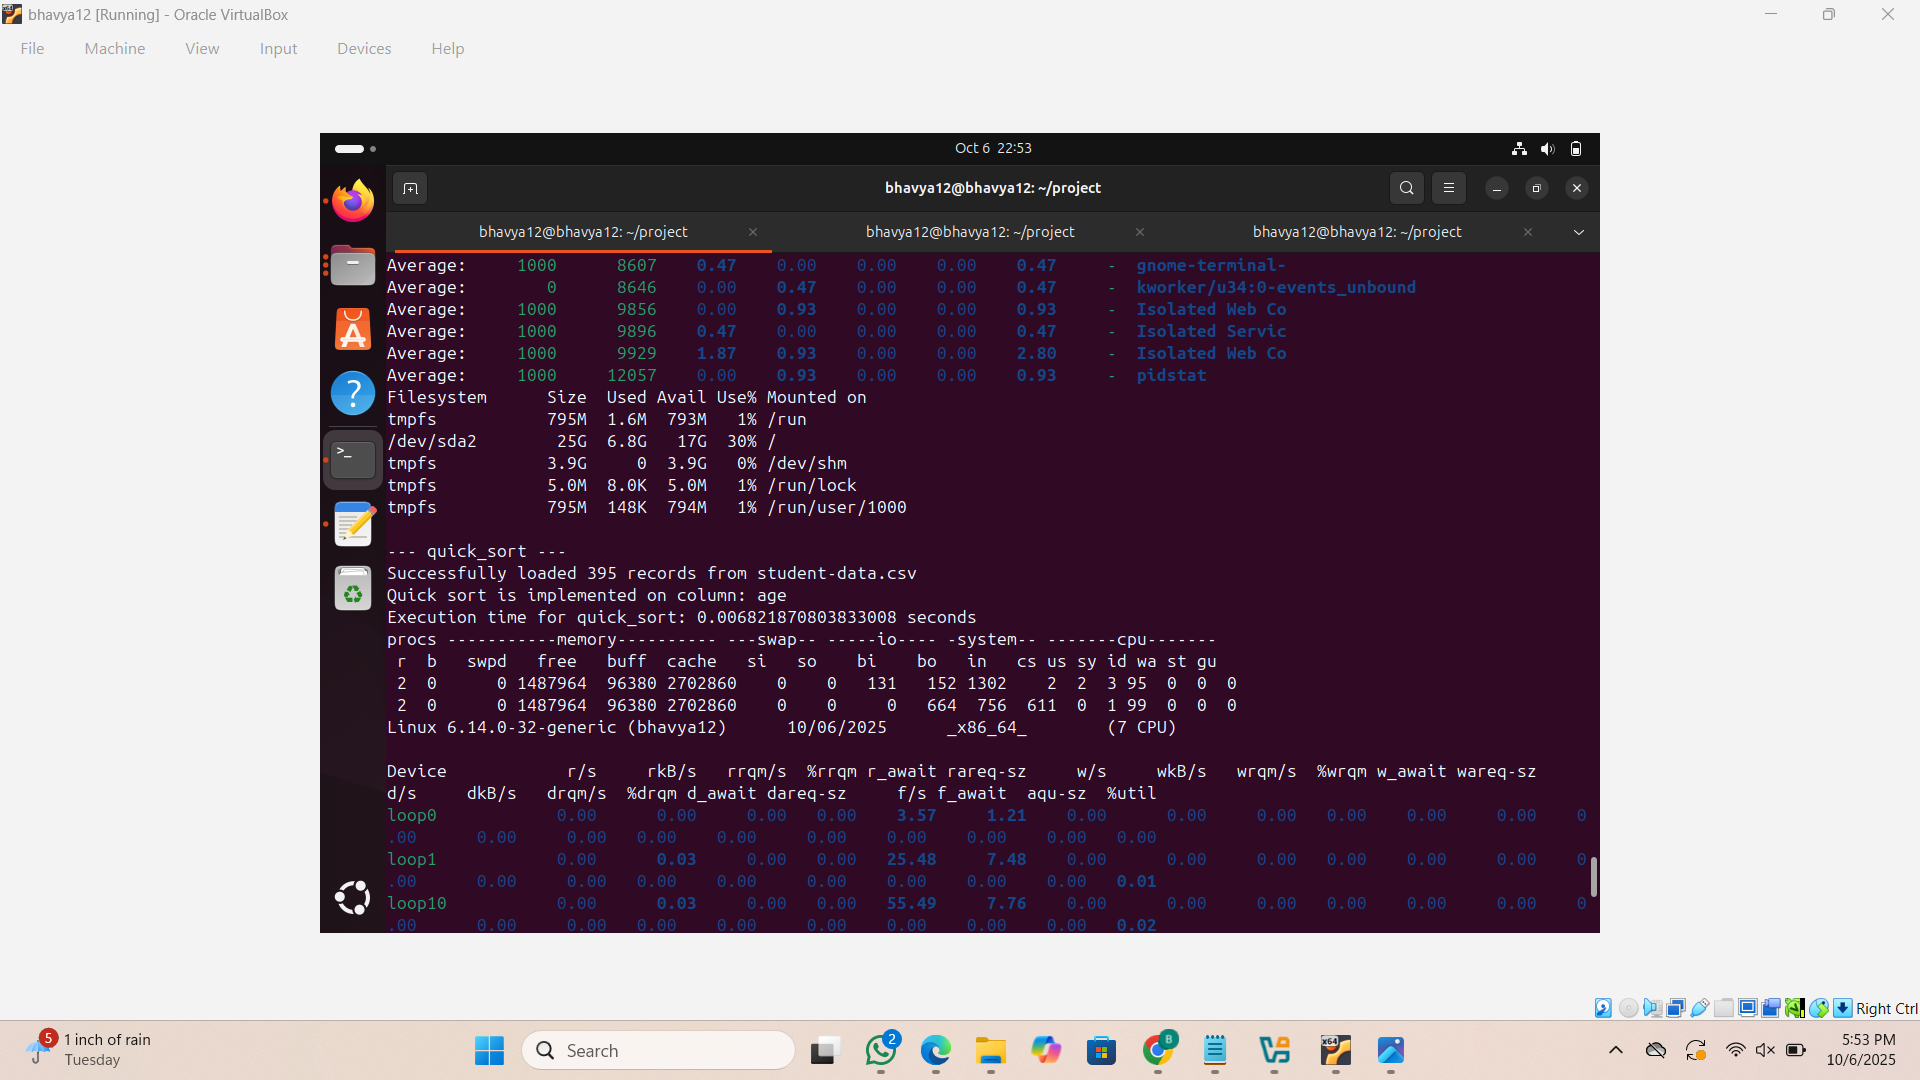 bhavya12 [Running] - Oracle VirtualBox
File Machine View Input Devices Help
Oct 6 22:53
bhavya12@bhavya12: ~/project
bhavya12@bhavya12: ~/project bhavya12@bhavya12: ~/project bhavya12@bhavya12: ~/project
Average: 1000 8607 0.47 0.00 0.00 0.00 0.47 - gnome-terminal-
Average: 0 8646 0.00 0.47 0.00 0.00 0.47 - kworker/u34:0-events_unbound
Average: 1000 9856 0.00 0.93 0.00 0.00 0.93 - Isolated Web Co
Average: 1000 9896 0.47 0.00 0.00 0.00 0.47 - Isolated Servic
Average: 1000 9929 1.87 0.93 0.00 0.00 2.80 - Isolated Web Co
Average: 1000 12057 0.00 0.93 0.00 0.00 0.93 - pidstat
Filesystem Size Used Avail Use% Mounted on
tmpfs 795M 1.6M 793M 1% /run
/dev/sda2 25G 6.8G 17G 30% /
tmpfs 3.9G 0 3.9G 0% /dev/shm
tmpfs 5.0M 8.0K 5.0M 1% /run/lock
tmpfs 795M 148K 794M 1% /run/user/1000
--- quick_sort ---
Successfully loaded 395 records from student-data.csv
Quick sort is implemented on column: age
Execution time for quick_sort: 0.006821870803833008 seconds
procs -----------memory---------- ---swap-- -----io---- -system-- -------cpu-------
r b swpd free buff cache si so bi bo in cs us sy id wa st gu
2 0 0 1487964 96380 2702860 0 0 131 152 1302 2 2 3 95 0 0 0
2 0 0 1487964 96380 2702860 0 0 0 664 756 611 0 1 99 0 0 0
Linux 6.14.0-32-generic (bhavya12) 10/06/2025 _x86_64_ (7 CPU)
Device r/s rkB/s rrqm/s %rrqm r_await rareq-sz w/s wkB/s wrqm/s %wrqm w_await wareq-sz
d/s dkB/s drqm/s %drqm d_await dareq-sz f/s f_await aqu-sz %util
loop0 0.00 0.00 0.00 0.00 3.57 1.21 0.00 0.00 0.00 0.00 0.00 0.00 0
.00 0.00 0.00 0.00 0.00 0.00 0.00 0.00 0.00 0.00
loop1 0.00 0.03 0.00 0.00 25.48 7.48 0.00 0.00 0.00 0.00 0.00 0.00 0
.00 0.00 0.00 0.00 0.00 0.00 0.00 0.00 0.00 0.01
loop10 0.00 0.03 0.00 0.00 55.49 7.76 0.00 0.00 0.00 0.00 0.00 0.00 0
.00 0.00 0.00 0.00 0.00 0.00 0.00 0.00 0.00 0.02
Right Ctrl
5 1 inch of rain
Tuesday
Search
2
B
5:53 PM
10/6/2025